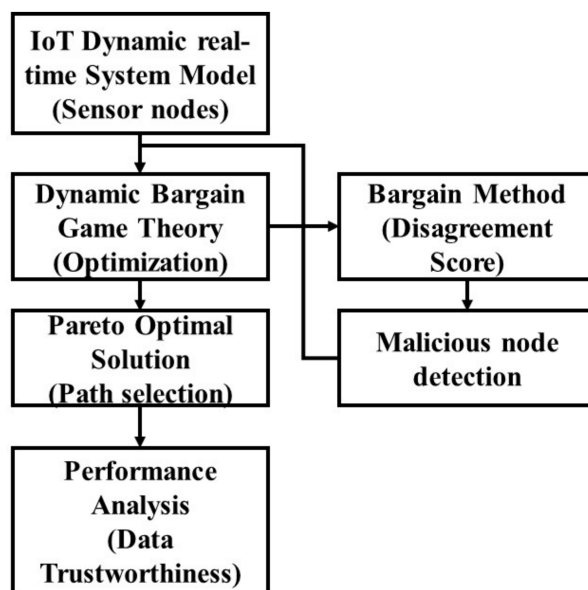 IoT Dynamic real-
time System Model
(Sensor nodes)
Dynamic Bargain
Game Theory
(Optimization)
Bargain Method
(Disagreement
Score)
Pareto Optimal
Solution
(Path selection)
Malicious node
detection
Performance
Analysis
(Data
Trustworthiness)